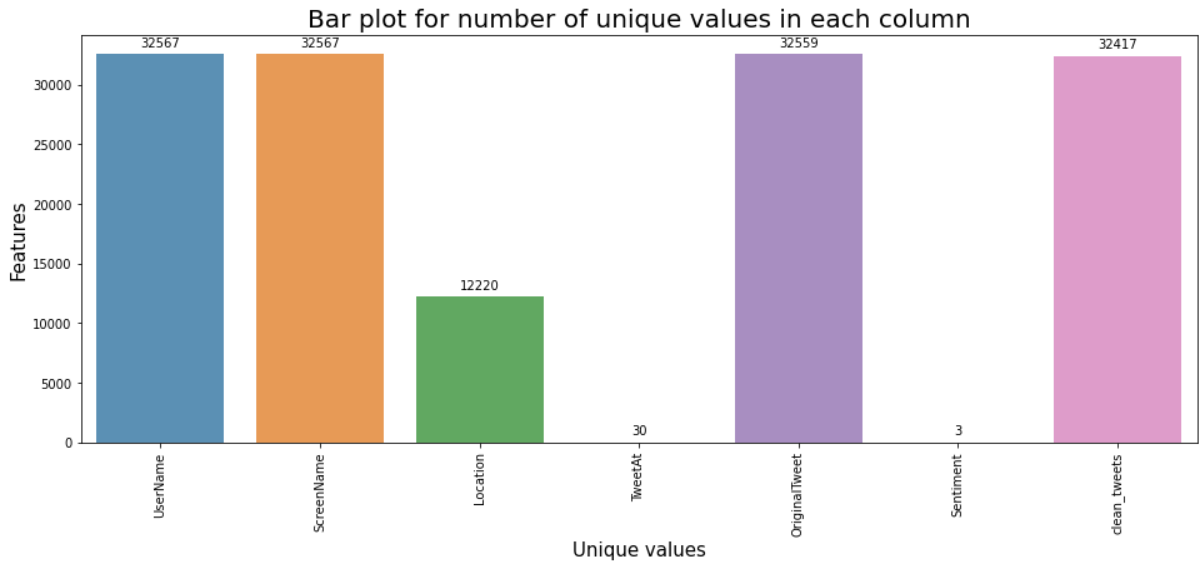 Bar plot for number of unique values in each column
32567
32567
32559
32417
12220
30
3
30000
25000
20000
15000
10000
5000
0
Features
UserName
ScreenName
Location
TweetAt
OriginalTweet
Sentiment
clean_tweets
Unique values